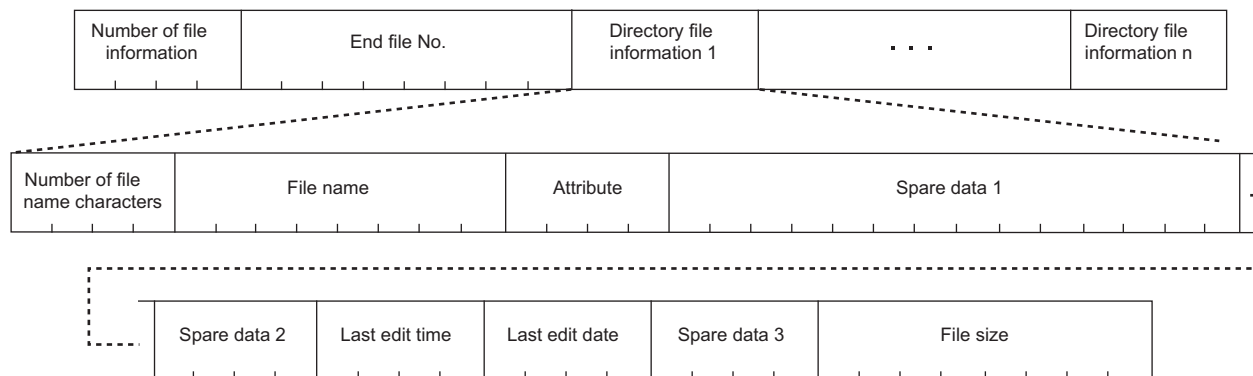 Number of file
information
End file No.
Directory file
information 1
. . .
Directory file
information n
Number of file
name characters
File name
Attribute
Spare data 1
Spare data 2
Last edit time
Last edit date
Spare data 3
File size